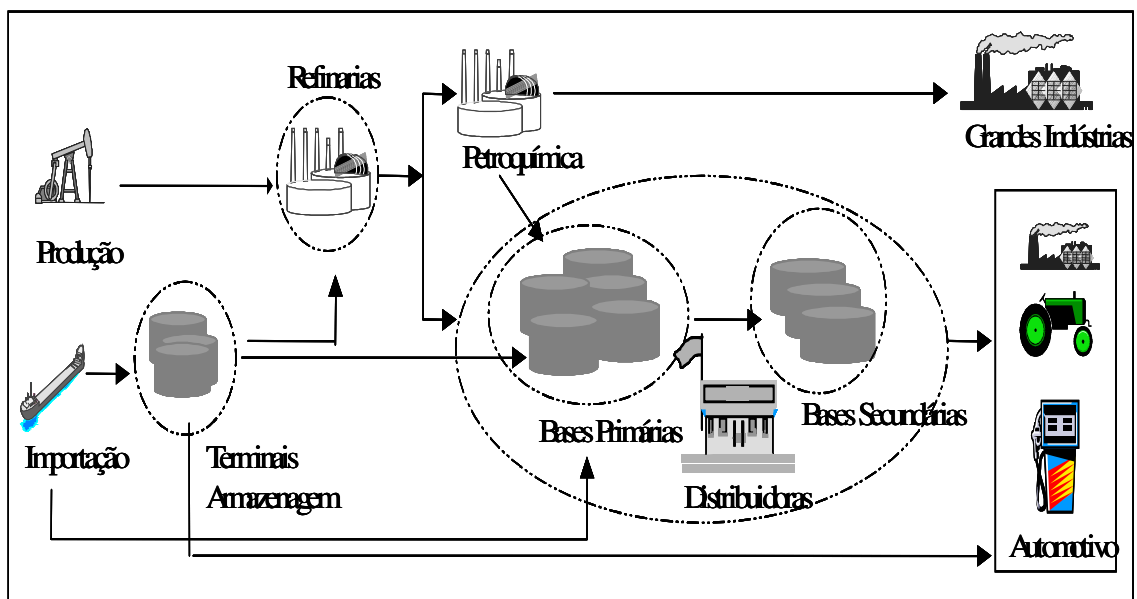 Refinarias
Grandes Indústrias
Petroquímica
Produção
Bases Secundárias
Bases Primárias
Importação
Terminais
Armazenagem
Distribuidoras
Automotivo